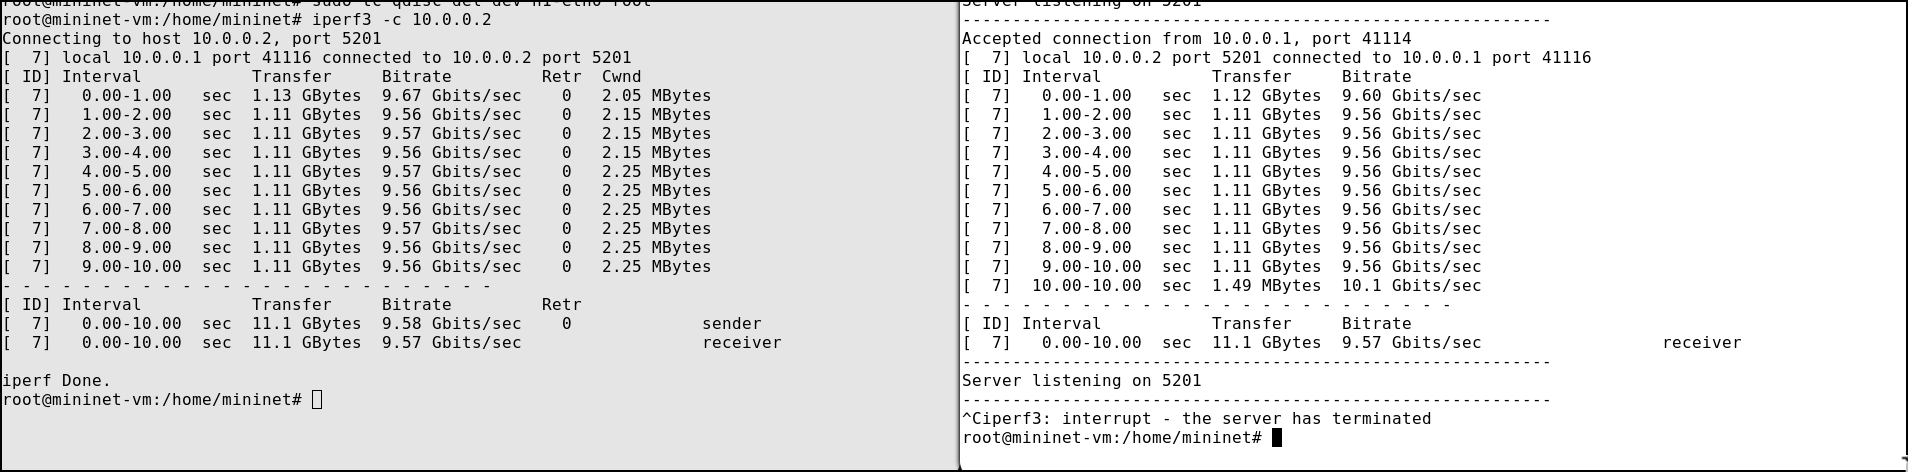 root@mininet-vm:/home/mininet# sudo tc qdisc del dev h1-eth0 root
root@mininet-vm:/home/mininet# iperf3 -c 10.0.0.2
Connecting to host 10.0.0.2, port 5201
[  7] local 10.0.0.1 port 41116 connected to 10.0.0.2 port 5201
[ ID] Interval           Transfer     Bitrate         Retr  Cwnd
[  7]   0.00-1.00   sec  1.13 GBytes  9.67 Gbits/sec    0   2.05 MBytes
[  7]   1.00-2.00   sec  1.11 GBytes  9.56 Gbits/sec    0   2.15 MBytes
[  7]   2.00-3.00   sec  1.11 GBytes  9.57 Gbits/sec    0   2.15 MBytes
[  7]   3.00-4.00   sec  1.11 GBytes  9.56 Gbits/sec    0   2.15 MBytes
[  7]   4.00-5.00   sec  1.11 GBytes  9.57 Gbits/sec    0   2.25 MBytes
[  7]   5.00-6.00   sec  1.11 GBytes  9.56 Gbits/sec    0   2.25 MBytes
[  7]   6.00-7.00   sec  1.11 GBytes  9.56 Gbits/sec    0   2.25 MBytes
[  7]   7.00-8.00   sec  1.11 GBytes  9.57 Gbits/sec    0   2.25 MBytes
[  7]   8.00-9.00   sec  1.11 GBytes  9.56 Gbits/sec    0   2.25 MBytes
[  7]   9.00-10.00  sec  1.11 GBytes  9.56 Gbits/sec    0   2.25 MBytes
- - - - - - - - - - - - - - - - - - - - - - - - -
[ ID] Interval           Transfer     Bitrate         Retr
[  7]   0.00-10.00  sec  11.1 GBytes  9.58 Gbits/sec    0             sender
[  7]   0.00-10.00  sec  11.1 GBytes  9.57 Gbits/sec                  receiver
iperf Done.
root@mininet-vm:/home/mininet#
Server listening on 5201
-----------------------------------------------------------
Accepted connection from 10.0.0.1, port 41114
[  7] local 10.0.0.2 port 5201 connected to 10.0.0.1 port 41116
[ ID] Interval           Transfer     Bitrate
[  7]   0.00-1.00   sec  1.12 GBytes  9.60 Gbits/sec
[  7]   1.00-2.00   sec  1.11 GBytes  9.56 Gbits/sec
[  7]   2.00-3.00   sec  1.11 GBytes  9.56 Gbits/sec
[  7]   3.00-4.00   sec  1.11 GBytes  9.56 Gbits/sec
[  7]   4.00-5.00   sec  1.11 GBytes  9.56 Gbits/sec
[  7]   5.00-6.00   sec  1.11 GBytes  9.56 Gbits/sec
[  7]   6.00-7.00   sec  1.11 GBytes  9.56 Gbits/sec
[  7]   7.00-8.00   sec  1.11 GBytes  9.56 Gbits/sec
[  7]   8.00-9.00   sec  1.11 GBytes  9.56 Gbits/sec
[  7]   9.00-10.00  sec  1.11 GBytes  9.56 Gbits/sec
[  7]  10.00-10.00  sec  1.49 MBytes  10.1 Gbits/sec
- - - - - - - - - - - - - - - - - - - - - - - - -
[ ID] Interval           Transfer     Bitrate
[  7]   0.00-10.00  sec  11.1 GBytes  9.57 Gbits/sec                  receiver
-----------------------------------------------------------
Server listening on 5201
-----------------------------------------------------------
^Ciperf3: interrupt - the server has terminated
root@mininet-vm:/home/mininet#